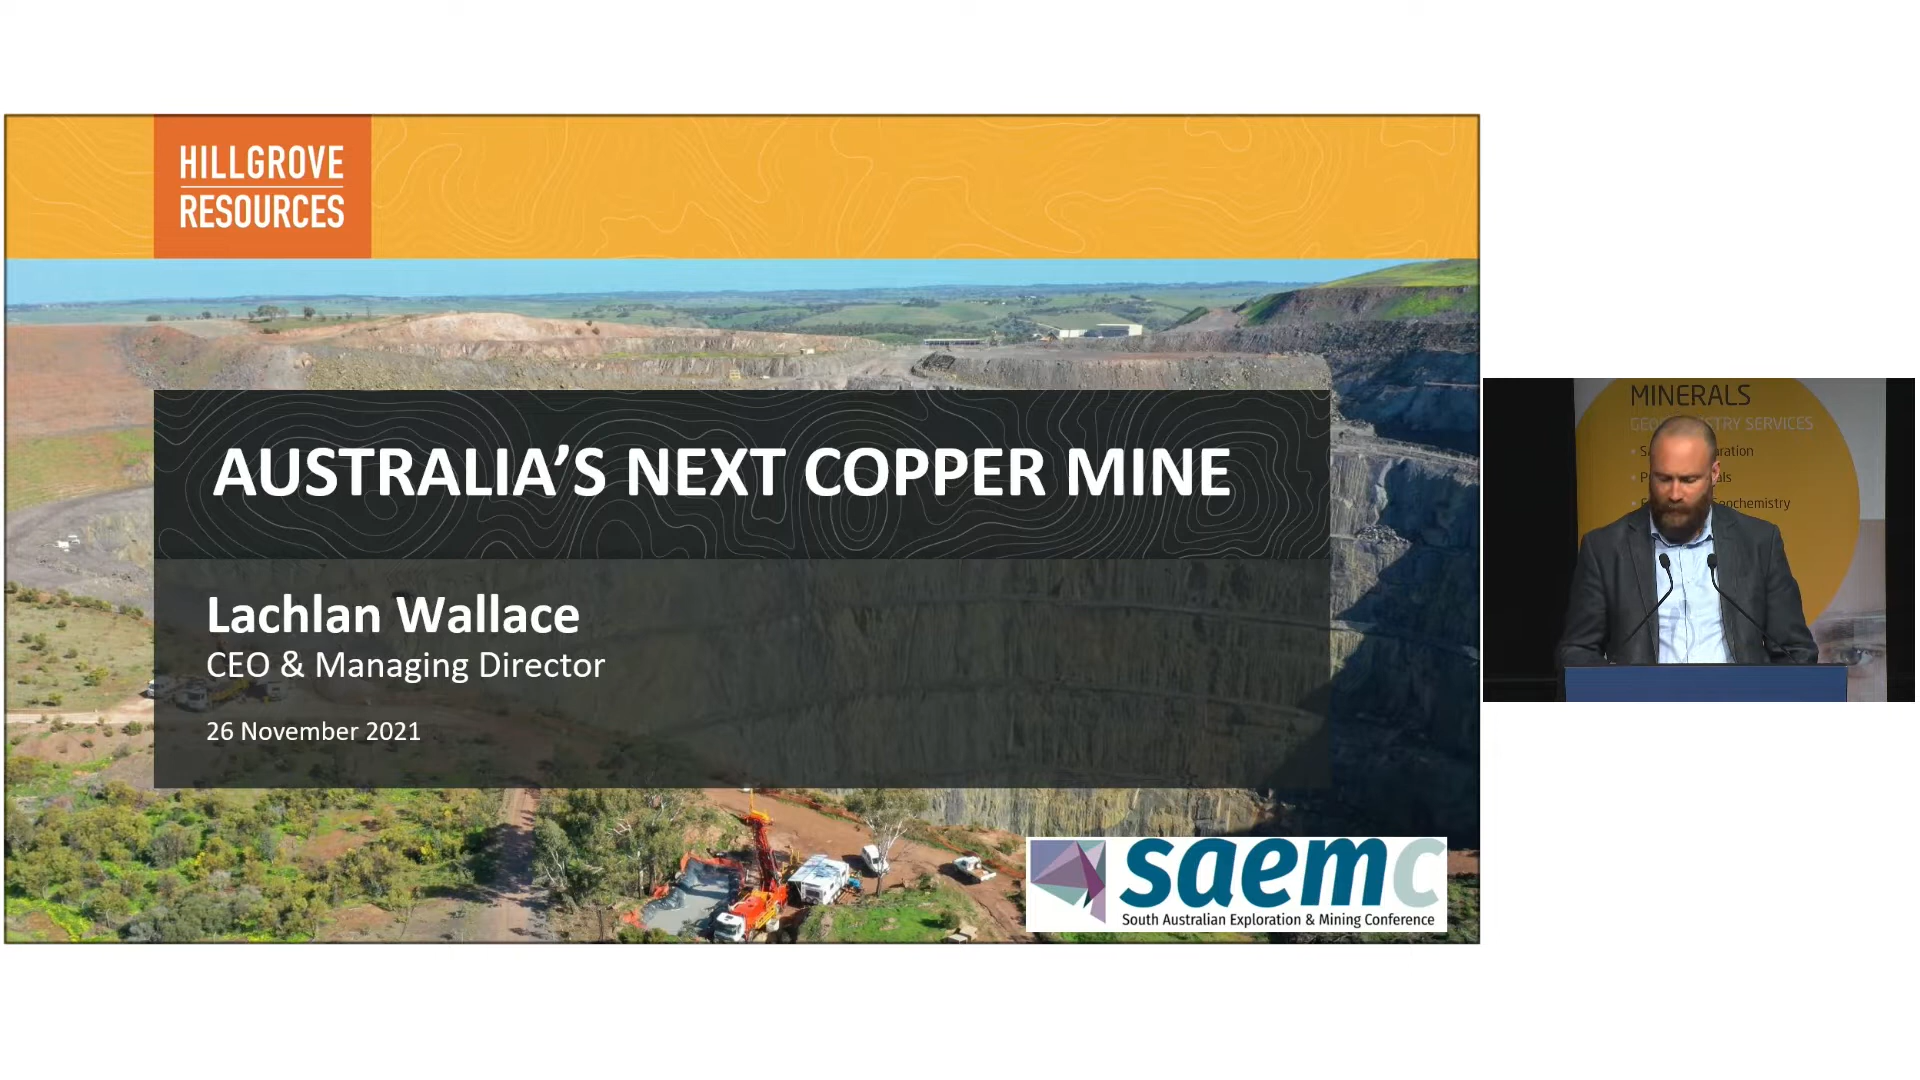 HILLGROVE
RESOURCES
AUSTRALIA’S NEXT COPPER MINE
Lachlan Wallace
CEO & Managing Director
26 November 2021
saemc
South Australian Exploration & Mining Conference
MINERALS
SERVICES